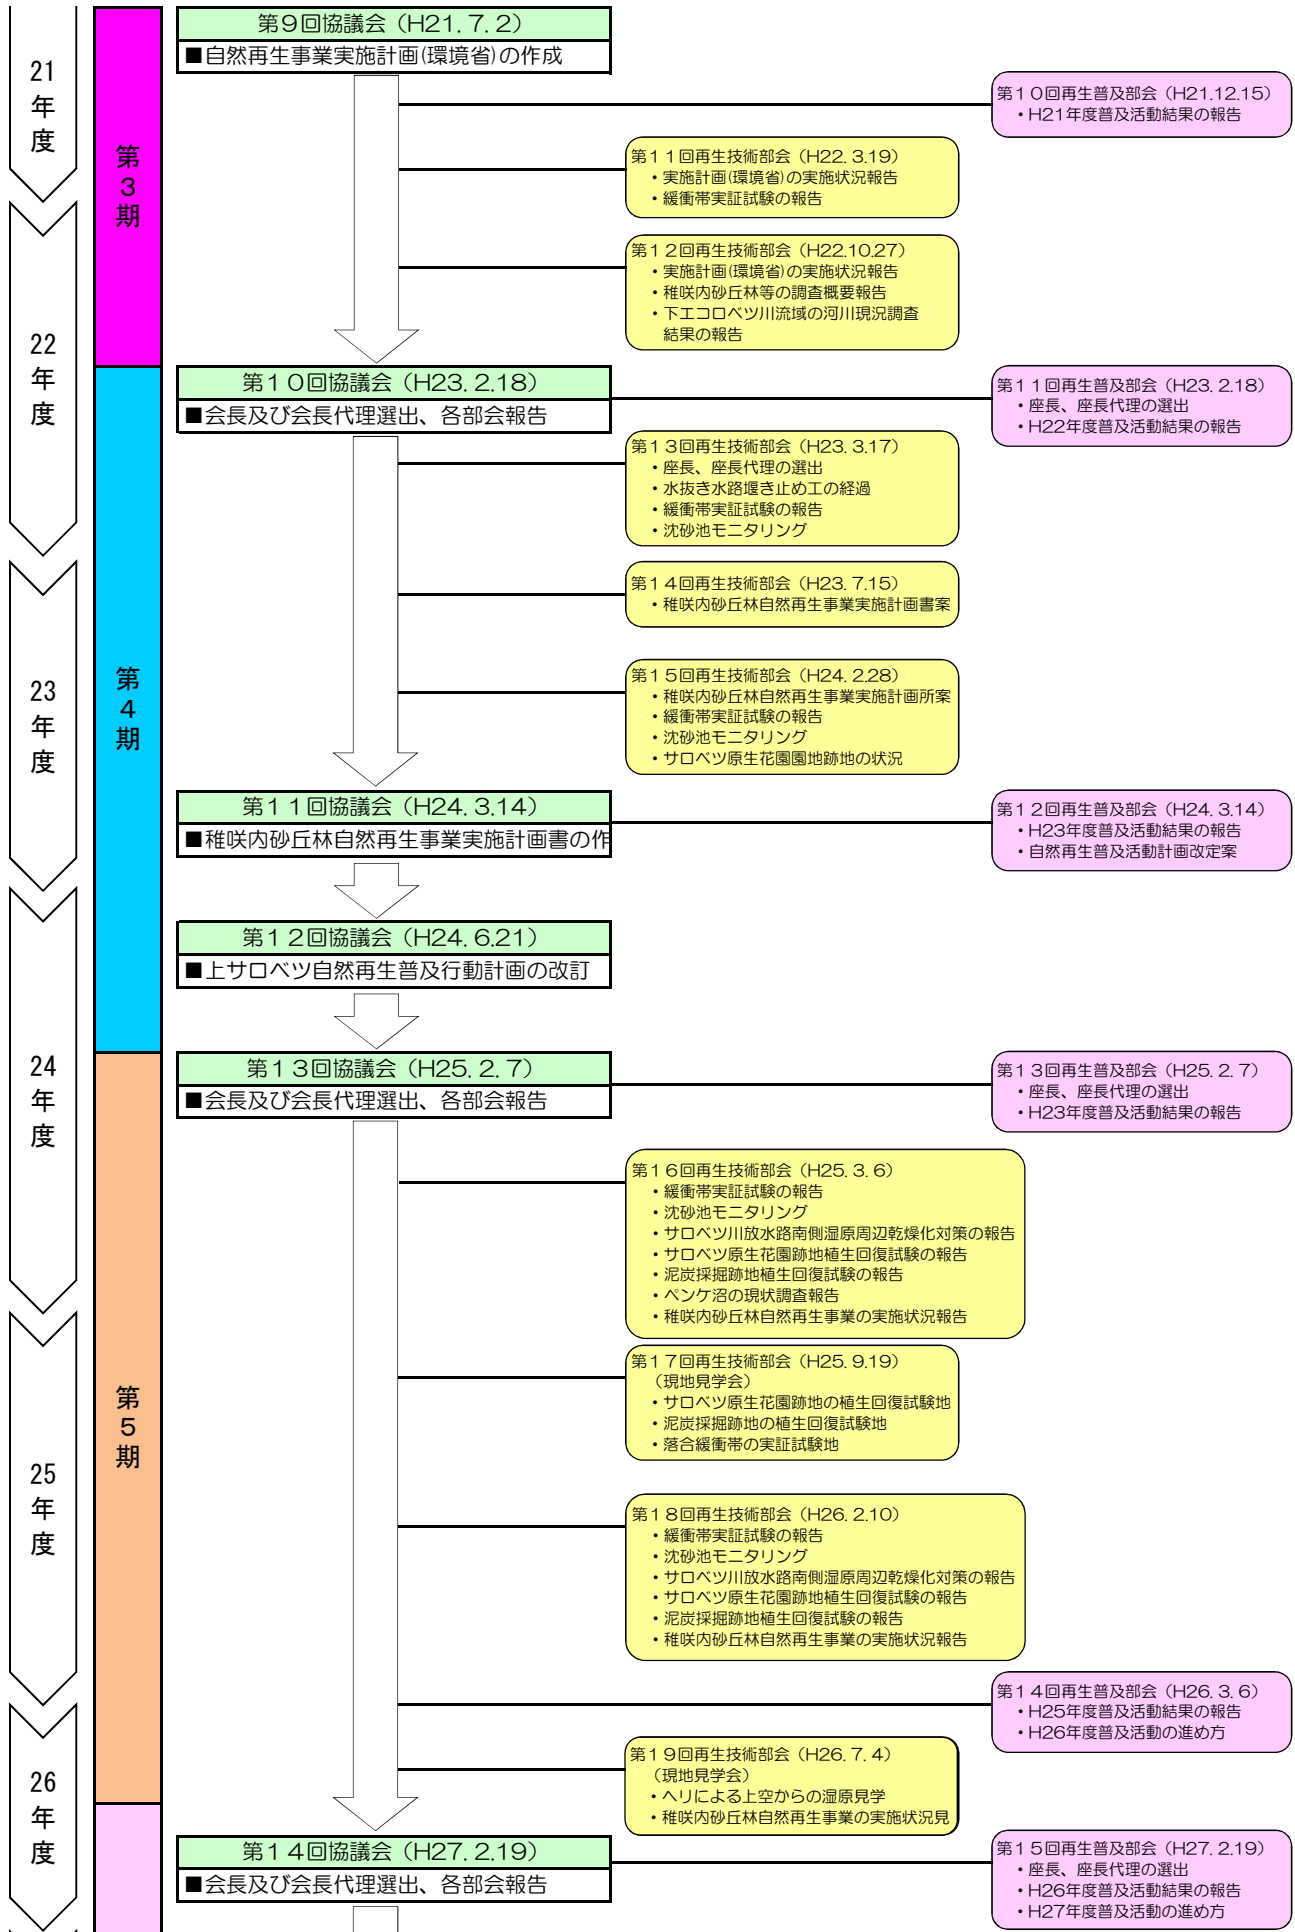 21
年
度
22
年
度
23
年
度
24
年
度
25
年
度
26
年
度
第
3
期
第
4
期
第
5
期
第9回協議会（H21.7.2）
■自然再生事業実施計画(環境省)の作成
第10回再生普及部会（H21.12.15）
・H21年度普及活動結果の報告
第11回再生技術部会（H22.3.19）
・実施計画(環境省)の実施状況報告
・緩衝帯実証試験の報告
第12回再生技術部会（H22.10.27）
・実施計画(環境省)の実施状況報告
・稚咲内砂丘林等の調査概要報告
・下エコロベツ川流域の河川現況調査
結果の報告
第10回協議会（H23.2.18）
■会長及び会長代理選出、各部会報告
第11回再生普及部会（H23.2.18）
・座長、座長代理の選出
・H22年度普及活動結果の報告
第13回再生技術部会（H23.3.17）
・座長、座長代理の選出
・水抜き水路堰き止め工の経過
・緩衝帯実証試験の報告
・沈砂池モニタリング
第14回再生技術部会（H23.7.15）
・稚咲内砂丘林自然再生事業実施計画書案
第15回再生技術部会（H24.2.28）
・稚咲内砂丘林自然再生事業実施計画所案
・緩衝帯実証試験の報告
・沈砂池モニタリング
・サロベツ原生花園園地跡地の状況
第11回協議会（H24.3.14）
■稚咲内砂丘林自然再生事業実施計画書の作
第12回再生普及部会（H24.3.14）
・H23年度普及活動結果の報告
・自然再生普及活動計画改定案
第12回協議会（H24.6.21）
■上サロベツ自然再生普及行動計画の改訂
第13回協議会（H25.2.7）
■会長及び会長代理選出、各部会報告
第13回再生普及部会（H25.2.7）
・座長、座長代理の選出
・H23年度普及活動結果の報告
第16回再生技術部会（H25.3.6）
・緩衝帯実証試験の報告
・沈砂池モニタリング
・サロベツ川放水路南側湿原周辺乾燥化対策の報告
・サロベツ原生花園跡地植生回復試験の報告
・泥炭採掘跡地植生回復試験の報告
・ペンケ沼の現状調査報告
・稚咲内砂丘林自然再生事業の実施状況報告
第17回再生技術部会（H25.9.19）
（現地見学会）
・サロベツ原生花園跡地の植生回復試験地
・泥炭採掘跡地の植生回復試験地
・落合緩衝帯の実証試験地
第18回再生技術部会（H26.2.10）
・緩衝帯実証試験の報告
・沈砂池モニタリング
・サロベツ川放水路南側湿原周辺乾燥化対策の報告
・サロベツ原生花園跡地植生回復試験の報告
・泥炭採掘跡地植生回復試験の報告
・稚咲内砂丘林自然再生事業の実施状況報告
第14回再生普及部会（H26.3.6）
・H25年度普及活動結果の報告
・H26年度普及活動の進め方
第19回再生技術部会（H26.7.4）
（現地見学会）
・ヘリによる上空からの湿原見学
・稚咲内砂丘林自然再生事業の実施状況見
第14回協議会（H27.2.19）
■会長及び会長代理選出、各部会報告
第15回再生普及部会（H27.2.19）
・座長、座長代理の選出
・H26年度普及活動結果の報告
・H27年度普及活動の進め方